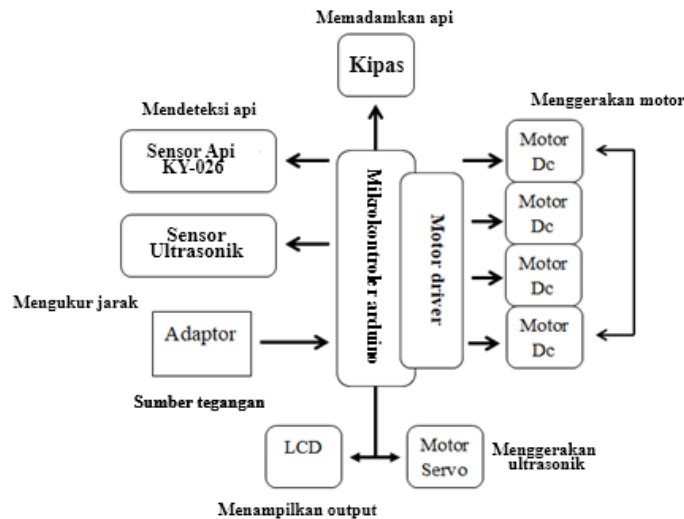 Memadamkan api
Kipas
Mendeteksi api
Menggerakan motor
Sensor Api
KY-026
Motor
Dc
Motor
Dc
Sensor
Ultrasonik
Mikrokontroler arduino
Motor driver
Motor
Dc
Mengukur jarak
Adaptor
Motor
Dc
Sumber tegangan
LCD
Motor
Servo
Menggerakan
ultrasonik
Menampilkan output